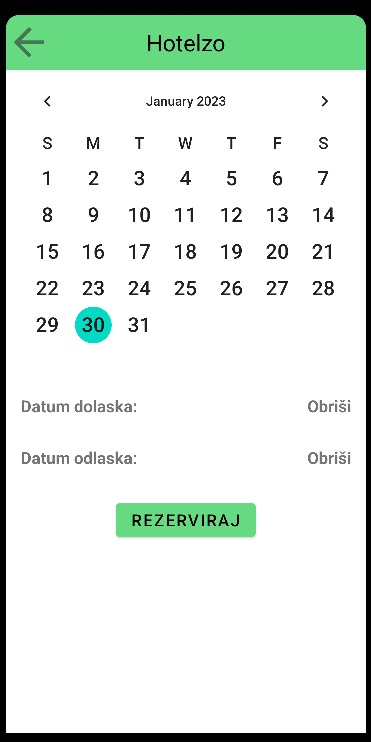 Hotelzo
January 2023
S M T W T F S
1 2 3 4 5 6 7
8 9 10 11 12 13 14
15 16 17 18 19 20 21
22 23 24 25 26 27 28
29 30 31
Datum dolaska: Obriši
Datum odlaska: Obriši
REZERVIRAJ